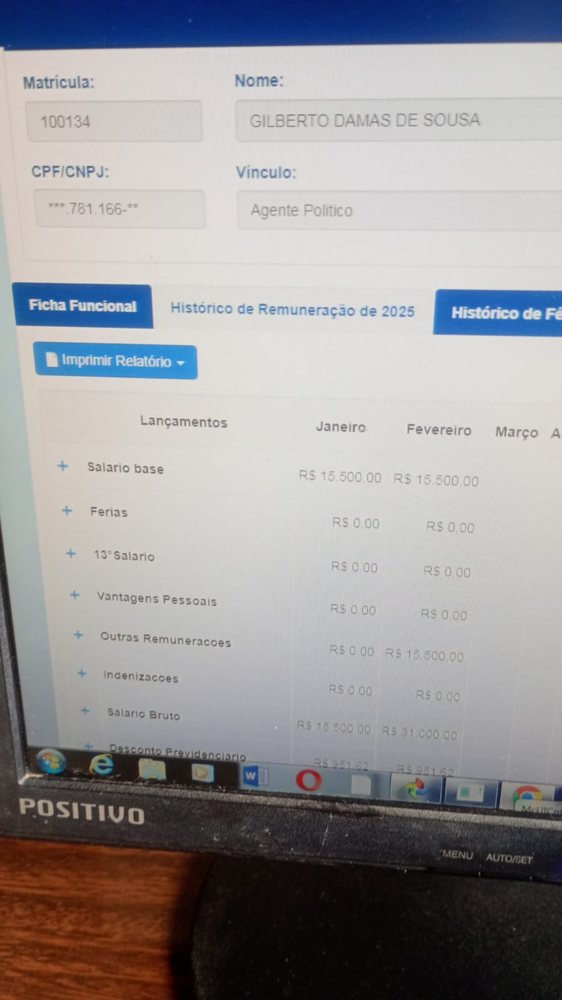 Matrícula: Nome:
100134 GILBERTO DAMAS DE SOUSA
CPF/CNPJ: Vínculo:
***.781.166-** Agente Politico
Ficha Funcional Histórico de Remuneração de 2025 Histórico de Fé
Imprimir Relatório
Lançamentos Janeiro Fevereiro Março A
+ Salario base R$ 15.500,00 R$ 15.500,00
+ Ferias R$ 0,00 R$ 0,00
+ 13°Salario R$ 0,00 R$ 0,00
+ Vantagens Pessoais R$ 0,00 R$ 0,00
+ Outras Remuneracoes R$ 0,00 R$ 15.500,00
+ Indenizacoes R$ 0,00 R$ 0,00
+ Salario Bruto R$ 15.500,00 R$ 31.000,00
+ Desconto Previdenciario R$ 951,62 R$ 951,62
W
POSITIVO
MENU AUTO/SET